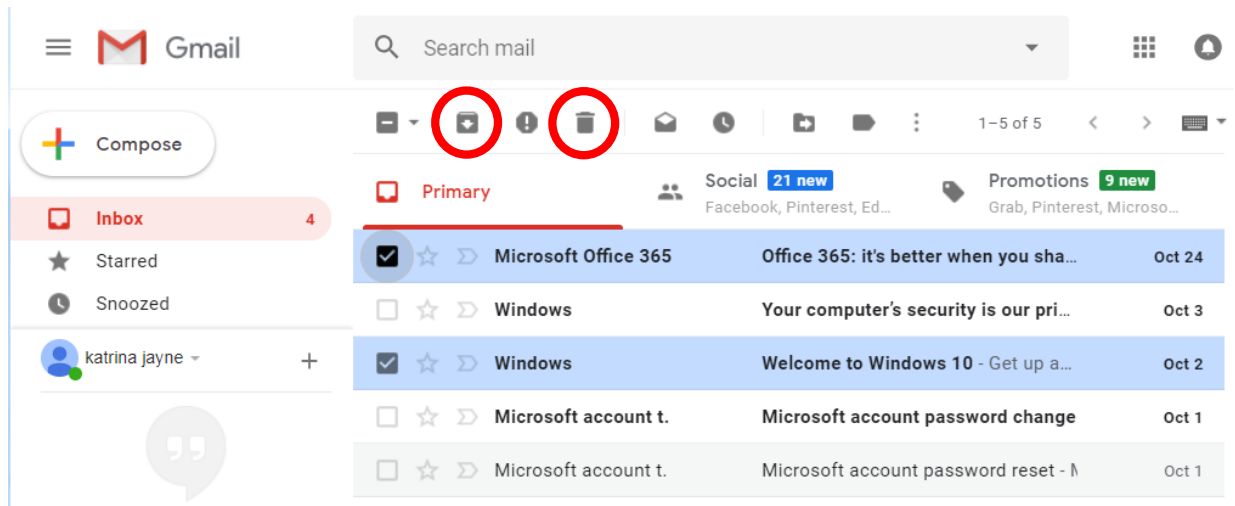 Gmail
Search mail
1–5 of 5
Compose
Primary
Social 21 new
Facebook, Pinterest, Ed...
Promotions 9 new
Grab, Pinterest, Microso...
Inbox 4
Starred
Snoozed
katrina jayne
Microsoft Office 365 Office 365: it's better when you sha... Oct 24
Windows Your computer's security is our pri... Oct 3
Windows Welcome to Windows 10 - Get up a... Oct 2
Microsoft account t. Microsoft account password change Oct 1
Microsoft account t. Microsoft account password reset - Oct 1